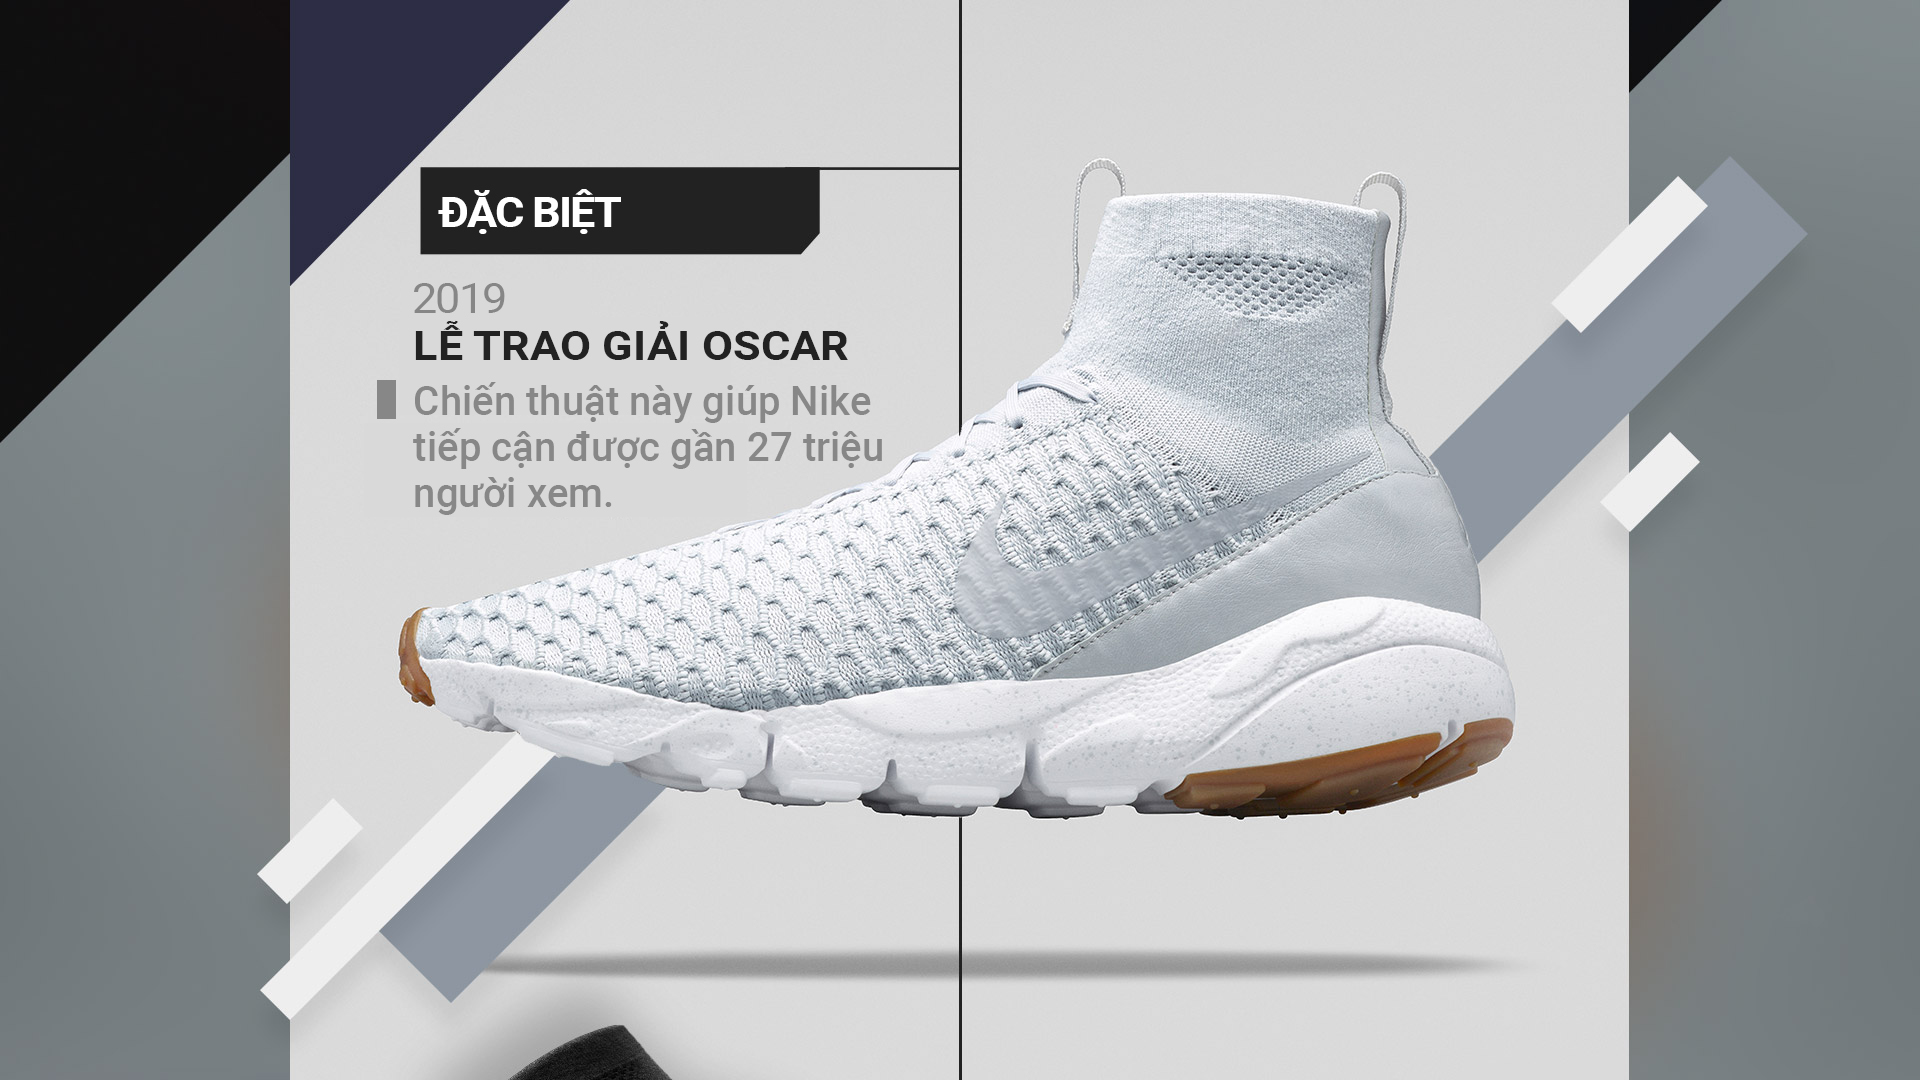 ĐẶC BIỆT
2019
LỄ TRAO GIẢI OSCAR
Chiến thuật này giúp Nike
tiếp cận được gần 27 triệu
người xem.